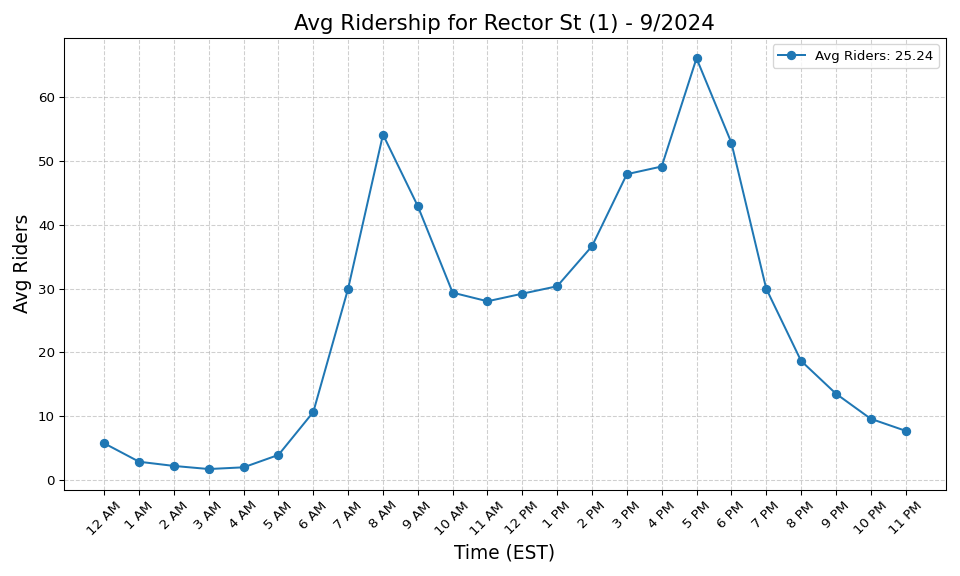 Avg Ridership for Rector St (1) - 9/2024
Avg Riders: 25.24
Avg Riders
60
50
40
30
20
10
0
12 AM
1 AM
2 AM
3 AM
4 AM
5 AM
6 AM
7 AM
8 AM
9 AM
10 AM
11 AM
12 PM
1 PM
2 PM
3 PM
4 PM
5 PM
6 PM
7 PM
8 PM
9 PM
10 PM
11 PM
Time (EST)